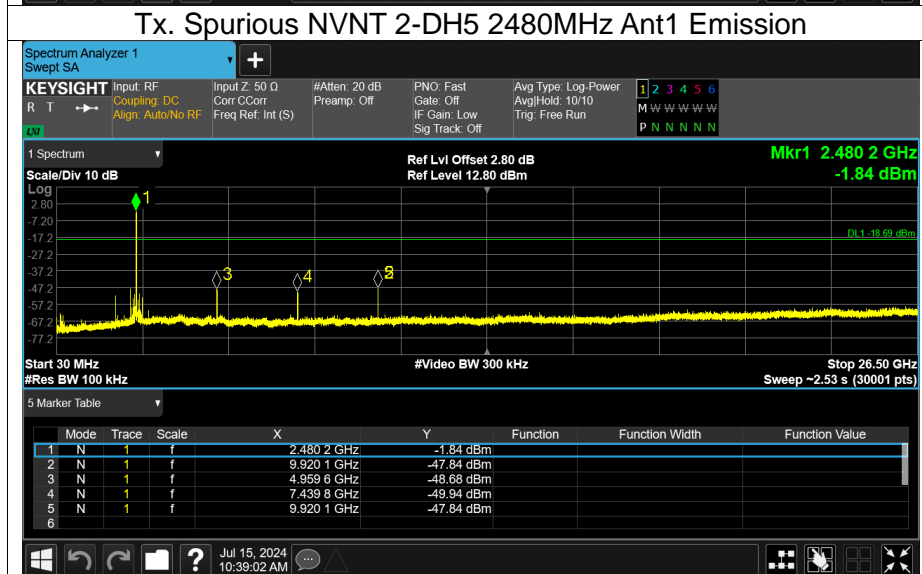 Tx. Spurious NVNT 2-DH5 2480MHz Ant1 Emission
Spectrum Analyzer 1
Swept SA
+
KEYSIGHT
R T
LXI
Input: RF
Coupling: DC
Align: Auto/No RF
Input Z: 50 Ω
Corr CCorr
Freq Ref: Int (S)
#Atten: 20 dB
Preamp: Off
PNO: Fast
Gate: Off
IF Gain: Low
Sig Track: Off
Avg Type: Log-Power
Avg|Hold: 10/10
Trig: Free Run
1 2 3 4 5 6
M W W W W W
P N N N N N
1 Spectrum
Scale/Div 10 dB
Ref Lvl Offset 2.80 dB
Ref Level 12.80 dBm
Mkr1 2.480 2 GHz
-1.84 dBm
Log
2.80
-7.20
-17.2
-27.2
-37.2
-47.2
-57.2
-67.2
-77.2
1
3
4
DL1 -18.69 dBm
Start 30 MHz
#Res BW 100 kHz
#Video BW 300 kHz
Stop 26.50 GHz
Sweep ~2.53 s (30001 pts)
5 Marker Table
Mode Trace Scale X Y Function Function Width Function Value
1 N 1 f 2.480 2 GHz -1.84 dBm
2 N 1 f 9.920 1 GHz -47.84 dBm
3 N 1 f 4.959 6 GHz -48.68 dBm
4 N 1 f 7.439 8 GHz -49.94 dBm
5 N 1 f 9.920 1 GHz -47.84 dBm
6
?
Jul 15, 2024
10:39:02 AM